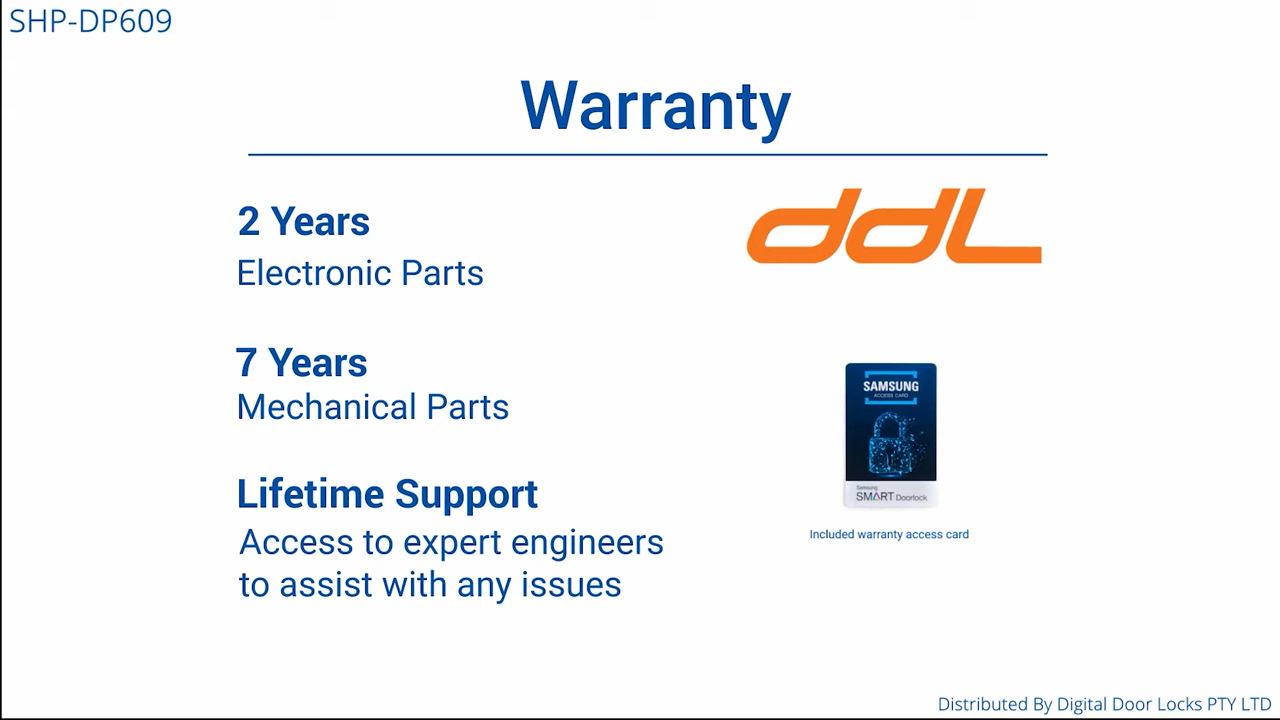 SHP-DP609
Warranty
2 Years
Electronic Parts
ddL
7 Years
Mechanical Parts
SAMSUNG
ACCESS CARD
Samsung
SMART Doorlock
Lifetime Support
Access to expert engineers
to assist with any issues
Included warranty access card
Distributed By Digital Door Locks PTY LTD